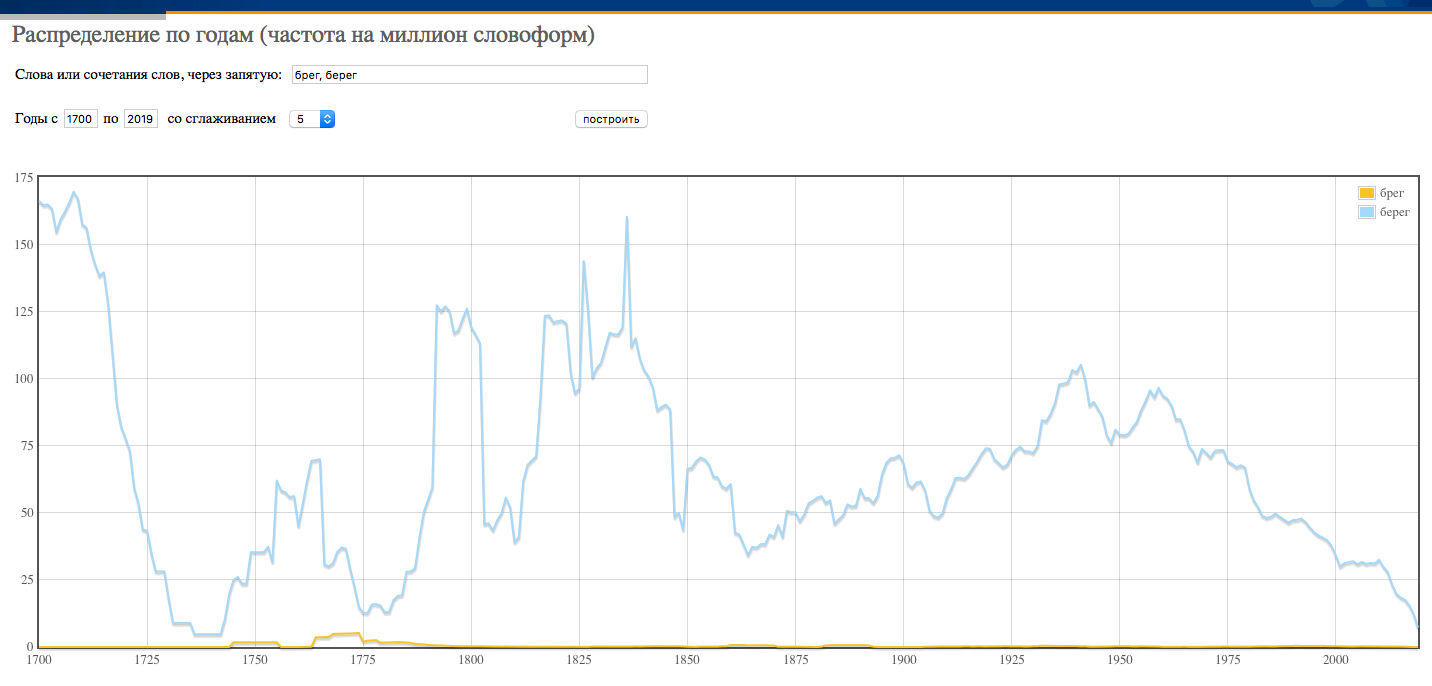 Распределение по годам (частота на миллион словоформ)
Слова или сочетания слов, через запятую: брег, берег
Годы с 1700 по 2019 со сглаживанием 5 построить
175
брег
берег
150
125
100
75
50
25
0
1700 1725 1750 1775 1800 1825 1850 1875 1900 1925 1950 1975 2000